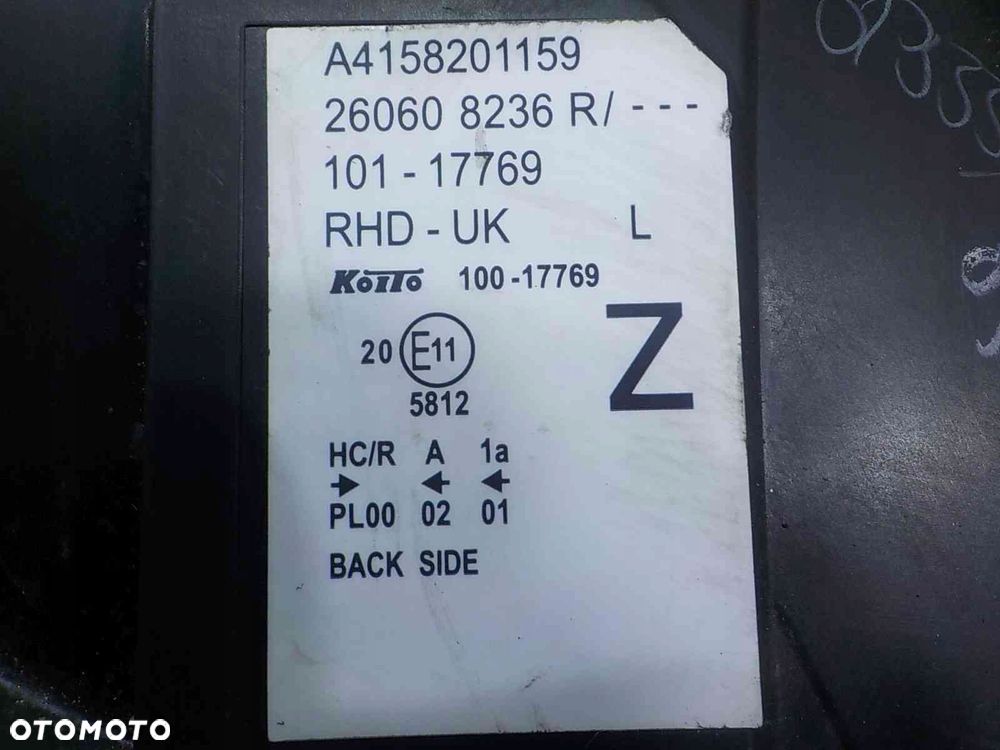 A4158201159
26060 8236 R/ - - -
101 - 17769
RHD - UK L
KOITO 100 -17769
Z
20 E11
5812
HC/R A 1a
PL00 02 01
BACK SIDE
OTOMOTO